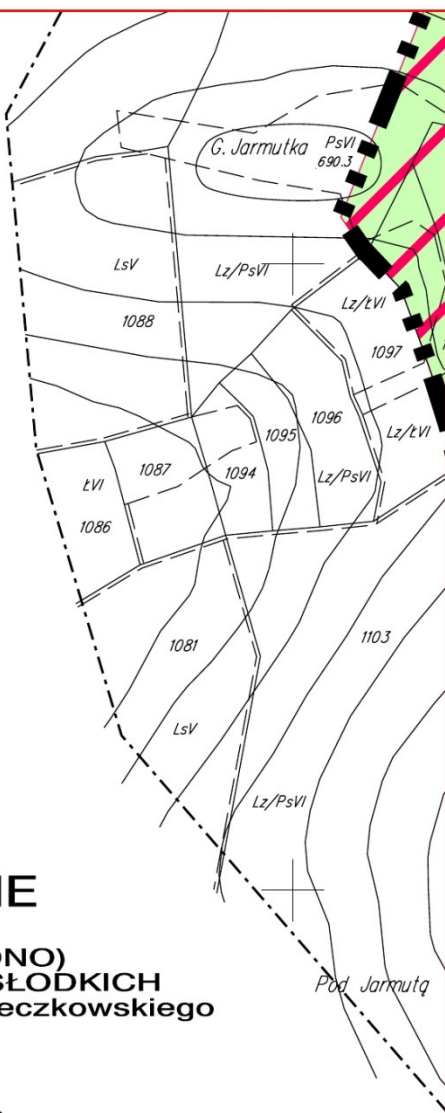 G. Jarmutka
PsVI
690.3
LsV
Lz/PsVI
Lz/ŁVI
1088
1097
1096
Lz/ŁVI
1095
1087
1094
ŁVI
Lz/PsVI
1086
1081
1103
LsV
Lz/PsVI
IE
ONO)
SŁODKICH
Pod Jarmutą
eczkowskiego